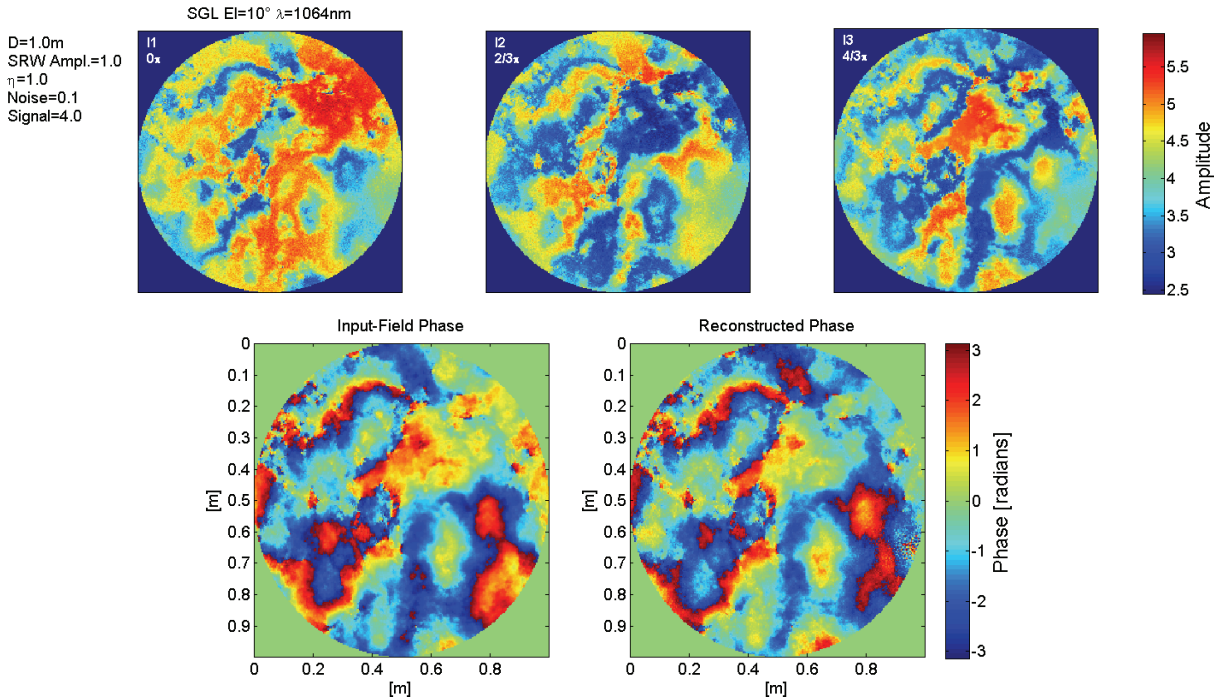 SGL El=10° λ=1064nm
D=1.0m
SRW Ampl.=1.0
η=1.0
Noise=0.1
Signal=4.0
I1
0x
I2
2/3x
I3
4/3x
5.5
5
4.5
4
3.5
3
2.5
Amplitude
Input-Field Phase
0
0.1
0.2
0.3
0.4
0.5
0.6
0.7
0.8
0.9
[m]
0 0.2 0.4 0.6 0.8
[m]
Reconstructed Phase
0
0.1
0.2
0.3
0.4
0.5
0.6
0.7
0.8
0.9
[m]
0 0.2 0.4 0.6 0.8
[m]
3
2
1
0
-1
-2
-3
Phase [radians]